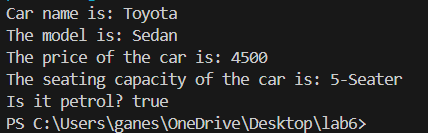 Car name is: Toyota
The model is: Sedan
The price of the car is: 4500
The seating capacity of the car is: 5-Seater
Is it petrol? true
PS C:\Users\ganes\OneDrive\Desktop\lab6>